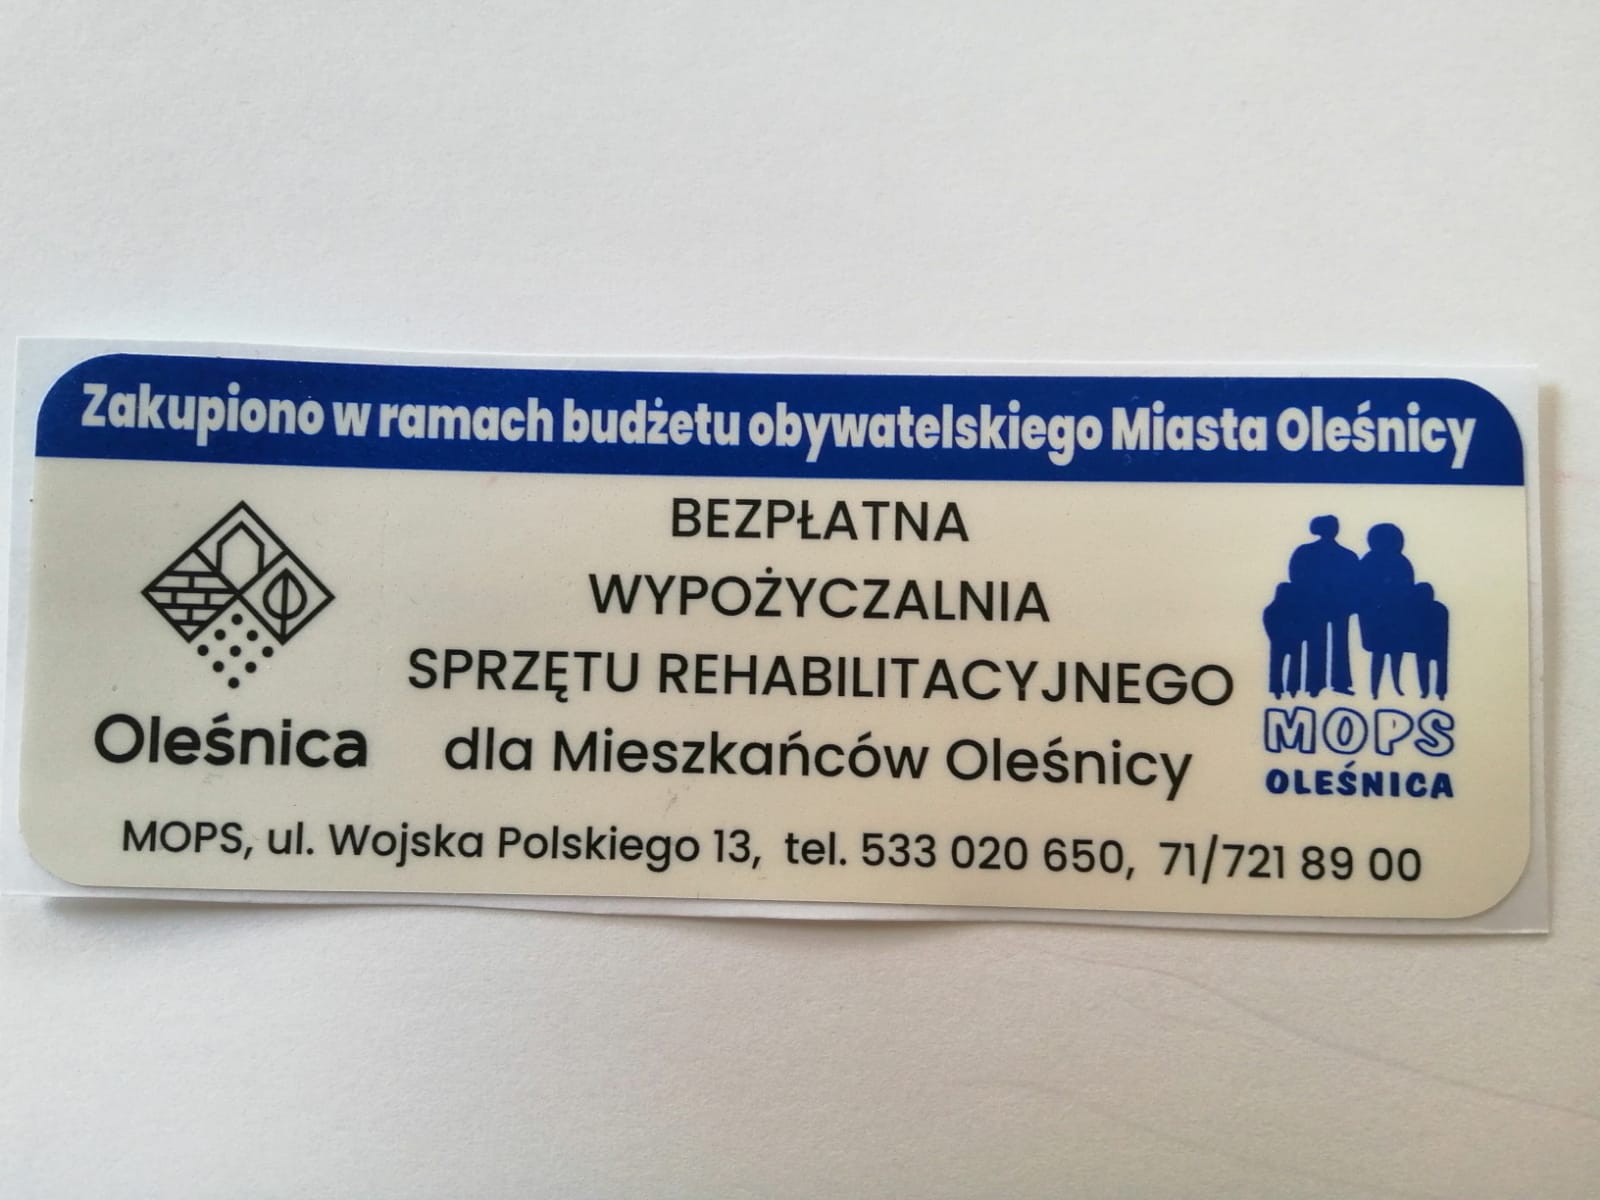 Zakupiono w ramach budżetu obywatelskiego Miasta Oleśnicy
BEZPŁATNA
WYPOŻYCZALNIA
SPRZĘTU REHABILITACYJNEGO
dla Mieszkańców Oleśnicy
Oleśnica
MOPS
OLEŚNICA
MOPS, ul. Wojska Polskiego 13, tel. 533 020 650, 71/721 89 00